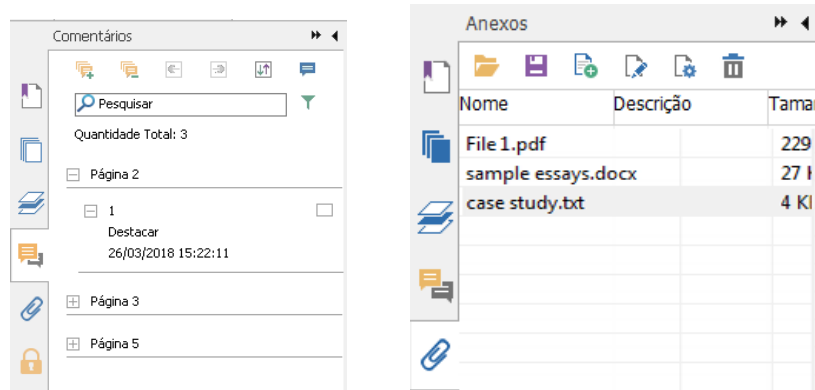 Comentários
Pesquisar
Quantidade Total: 3
Página 2
1
Destacar
26/03/2018 15:22:11
Página 3
Página 5
Anexos
Nome Descrição
File 1.pdf 229
sample essays.docx 27
case study.txt 4